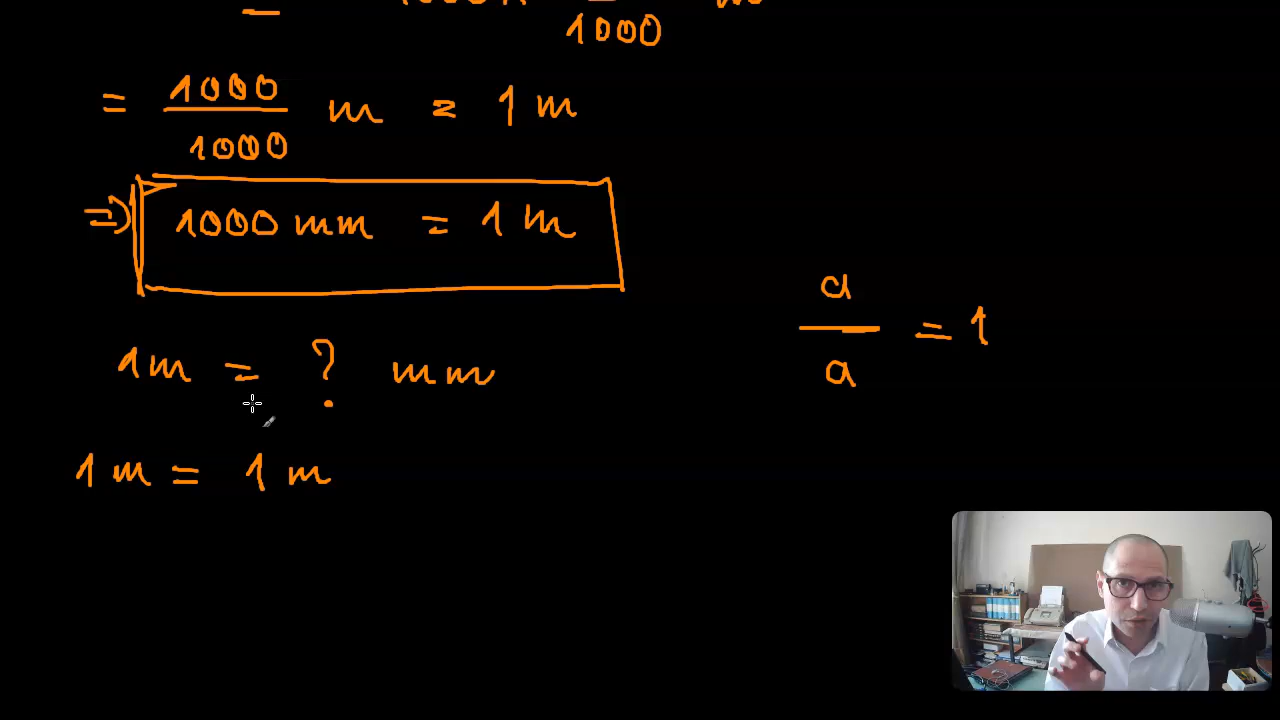 1000
= 1000/1000 m = 1 m
=> 1000 mm = 1 m
1m = ? mm
1 m = 1 m
a/a = 1